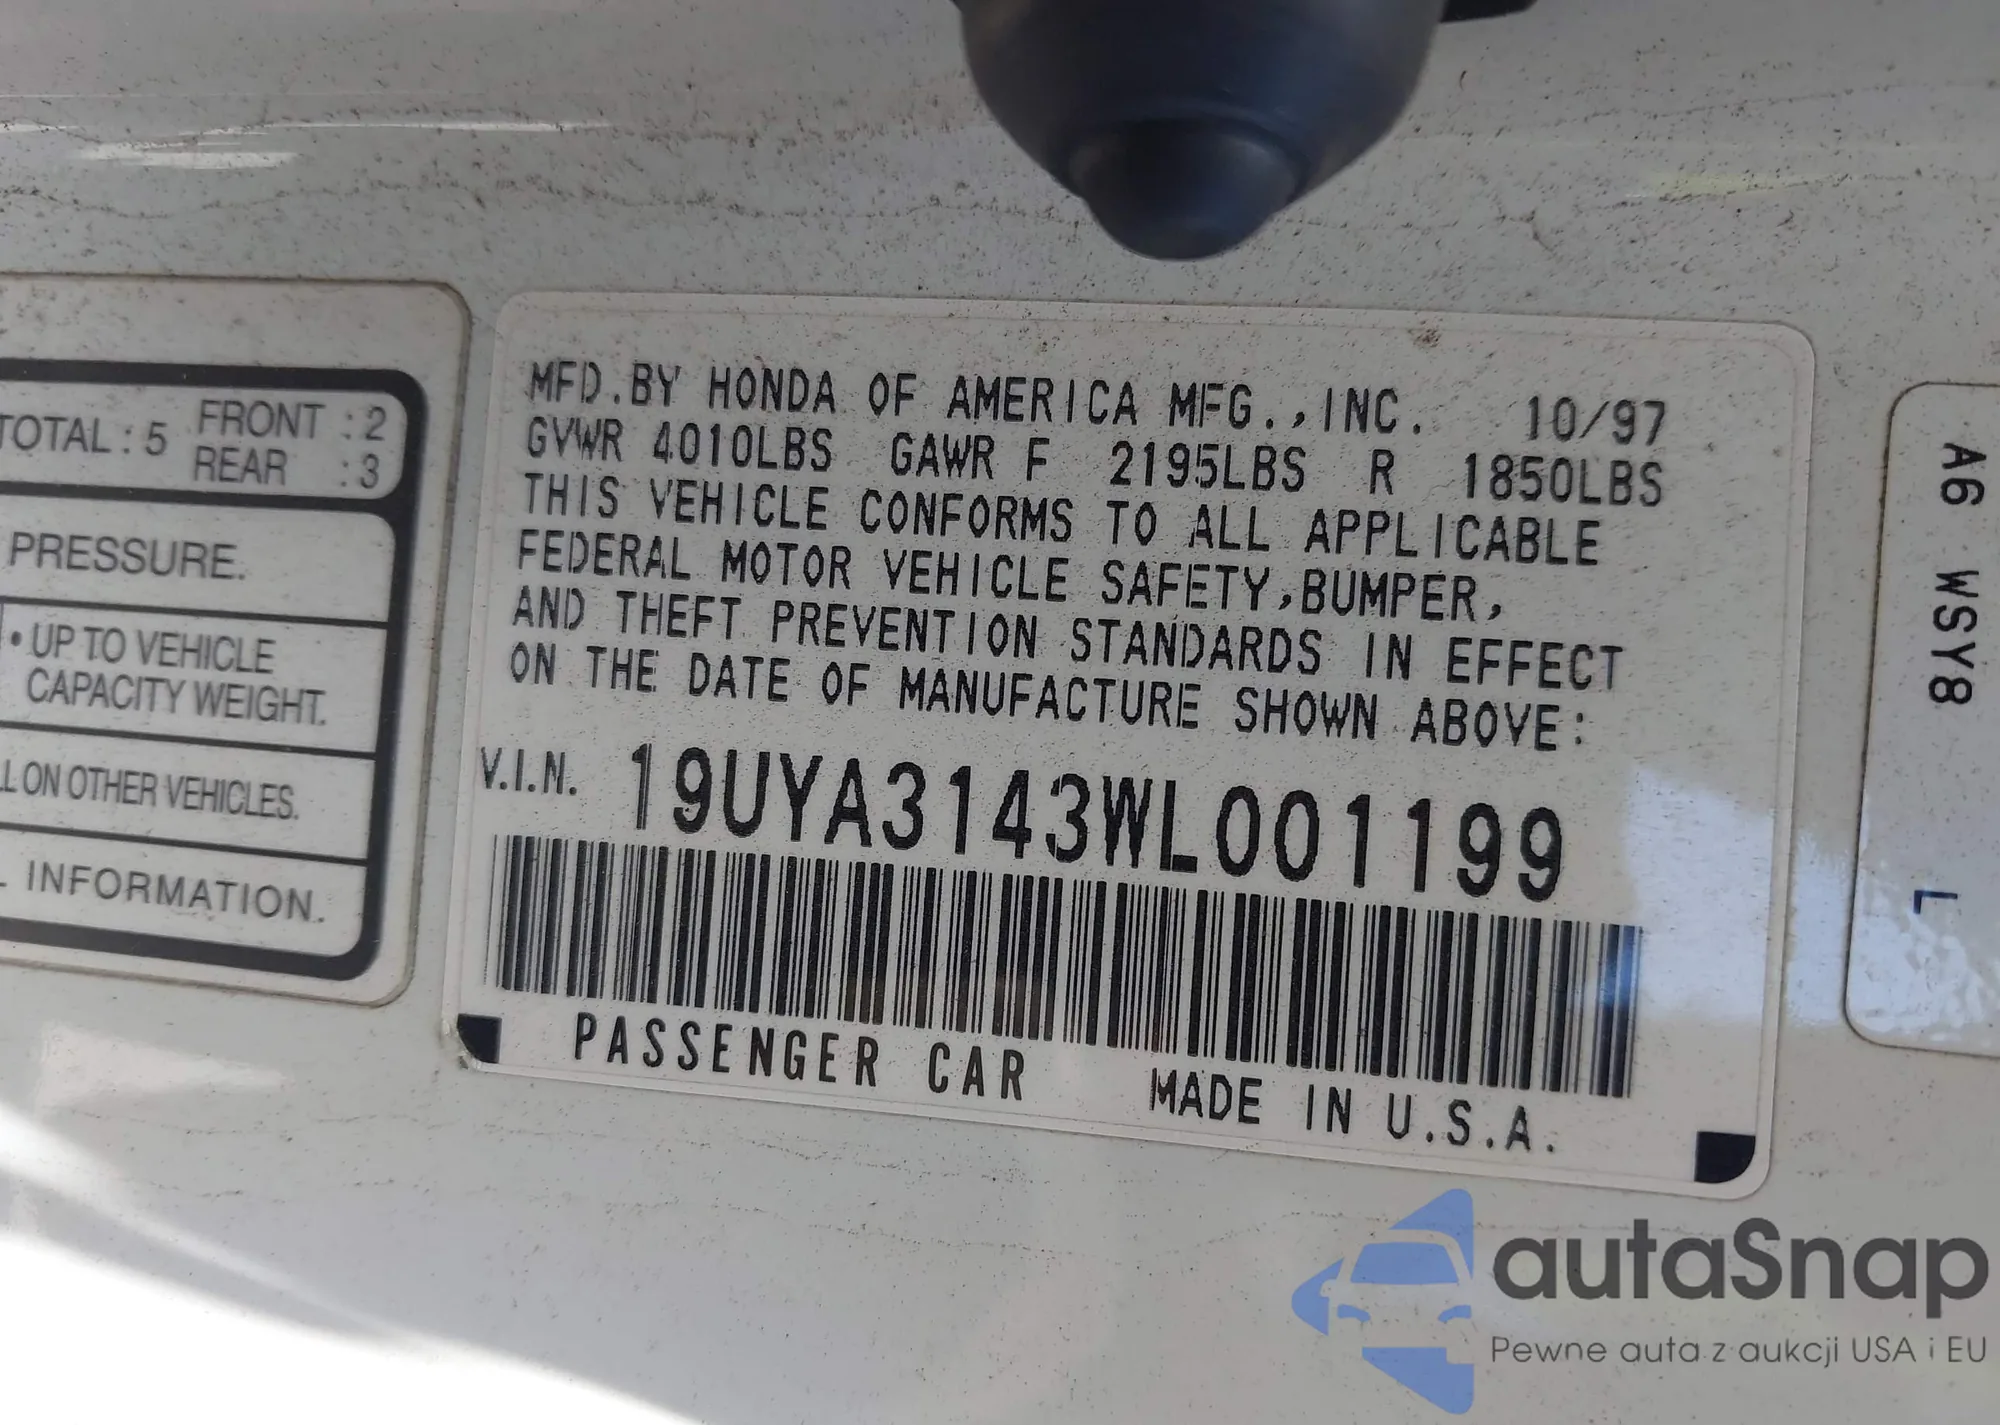 TOTAL : 5 FRONT : 2
REAR : 3
PRESSURE.
• UP TO VEHICLE
CAPACITY WEIGHT.
ON OTHER VEHICLES.
INFORMATION.
MFD.BY HONDA OF AMERICA MFG.,INC. 10/97
GVWR 4010LBS GAWR F 2195LBS R 1850LBS
THIS VEHICLE CONFORMS TO ALL APPLICABLE
FEDERAL MOTOR VEHICLE SAFETY,BUMPER,
AND THEFT PREVENTION STANDARDS IN EFFECT
ON THE DATE OF MANUFACTURE SHOWN ABOVE:
V.I.N. 19UYA3143WL001199
PASSENGER CAR MADE IN U.S.A.
A6 WSY8 L
autaSnap
Pewne auta z aukcji USA i EU